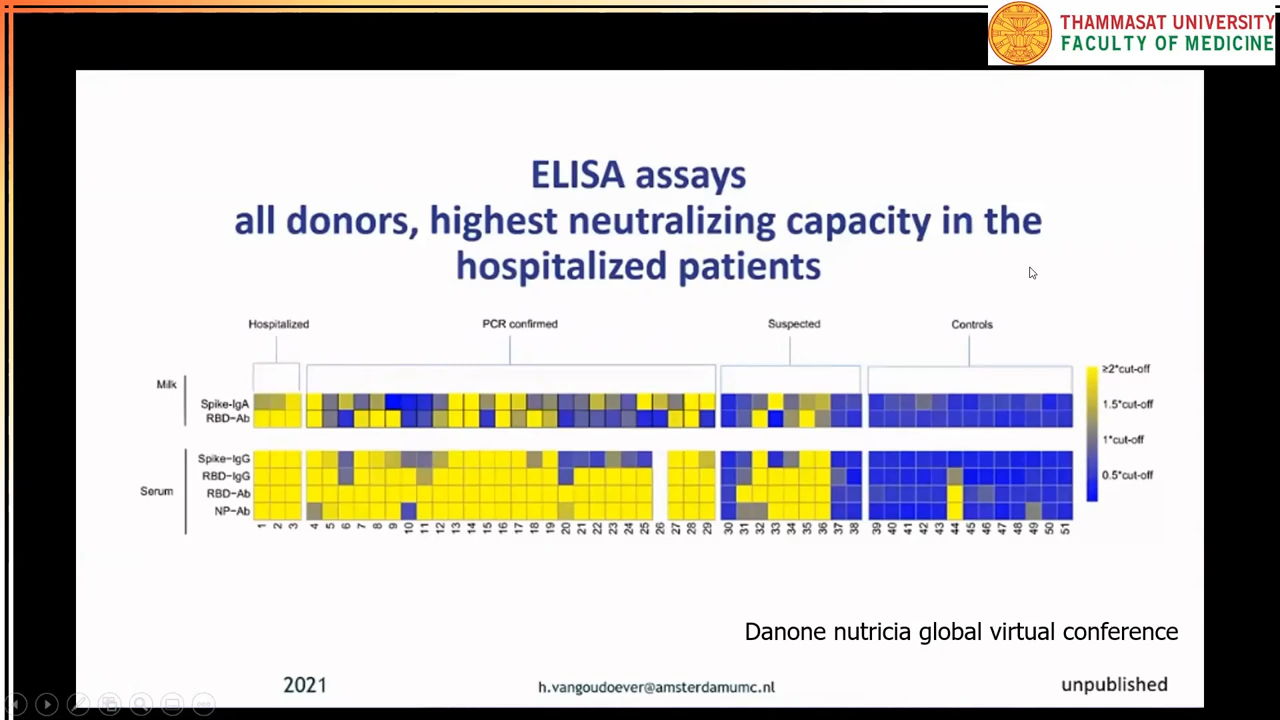 THAMMASAT UNIVERSITY
FACULTY OF MEDICINE
ELISA assays
all donors, highest neutralizing capacity in the
hospitalized patients
Hospitalized PCR confirmed Suspected Controls
Milk
Spike-IgA
RBD-Ab
Serum
Spike-IgG
RBD-IgG
RBD-Ab
NP-Ab
≥2*cut-off
1.5*cut-off
1*cut-off
0.5*cut-off
1 2 3 4 5 6 7 8 9 10 11 12 13 14 15 16 17 18 19 20 21 22 23 24 25 26 27 28 29 30 31 32 33 34 35 36 37 38 39 40 41 42 43 44 45 46 47 48 49 50 51
Danone nutricia global virtual conference
2021 h.vangoudoever@amsterdamumc.nl unpublished